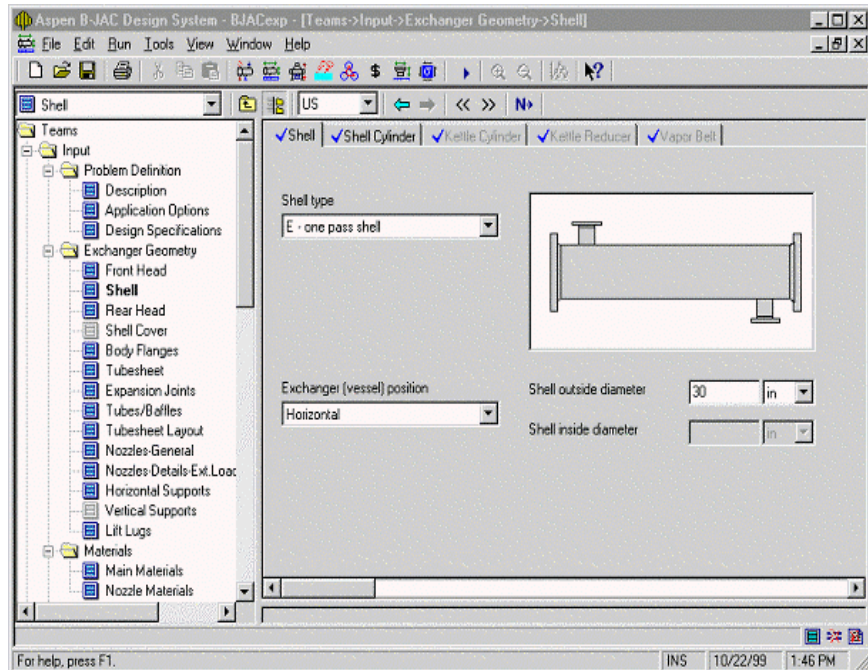 Aspen B-JAC Design System - BJACexp - [Teams->Input->Exchanger Geometry->Shell]
File Edit Run Tools View Window Help
Shell
US
Teams
Input
Problem Definition
Description
Application Options
Design Specifications
Exchanger Geometry
Front Head
Shell
Rear Head
Shell Cover
Body Flanges
Tubesheet
Expansion Joints
Tubes/Baffles
Tubesheet Layout
Nozzles-General
Nozzles-Details-Ext.Load
Horizontal Supports
Vertical Supports
Lift Lugs
Materials
Main Materials
Nozzle Materials
Shell Shell Cylinder Kettle Cylinder Kettle Reducer Vapor Belt
Shell type
E - one pass shell
Exchanger (vessel) position
Horizontal
Shell outside diameter 30 in
Shell inside diameter in
For help, press F1. INS 10/22/99 1:46 PM